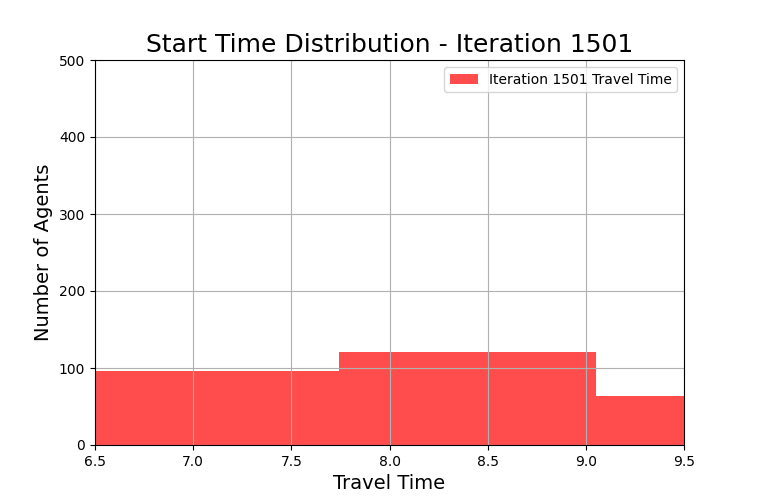 Start Time Distribution - Iteration 1501
500
400
300
200
100
0
Number of Agents
Iteration 1501 Travel Time
6.5 7.0 7.5 8.0 8.5 9.0 9.5
Travel Time